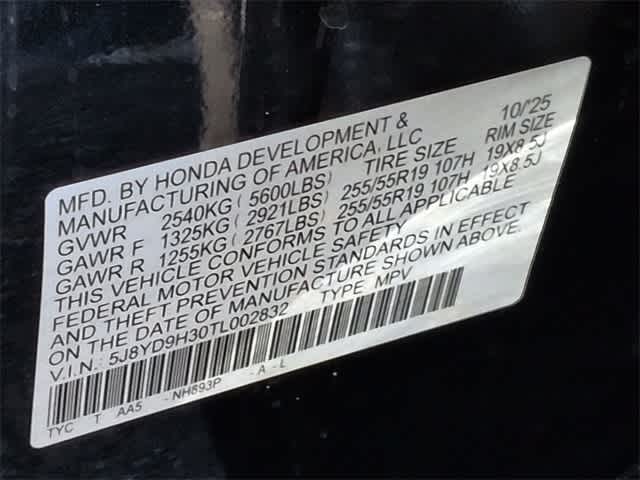 10/'25
MFD. BY HONDA DEVELOPMENT &
MANUFACTURING OF AMERICA, LLC
TIRE SIZE RIM SIZE
GVWR 2540KG ( 5600LBS)
GAWR F 1325KG ( 2921LBS) 255/55R19 107H 19X8.5J
GAWR R 1255KG ( 2767LBS) 255/55R19 107H 19X8.5J
THIS VEHICLE CONFORMS TO ALL APPLICABLE
FEDERAL MOTOR VEHICLE SAFETY
AND THEFT PREVENTION STANDARDS IN EFFECT
ON THE DATE OF MANUFACTURE SHOWN ABOVE.
V.I.N.: 5J8YD9H30TL002832 TYPE: MPV
TYC T AA5 - NH893P - A - L